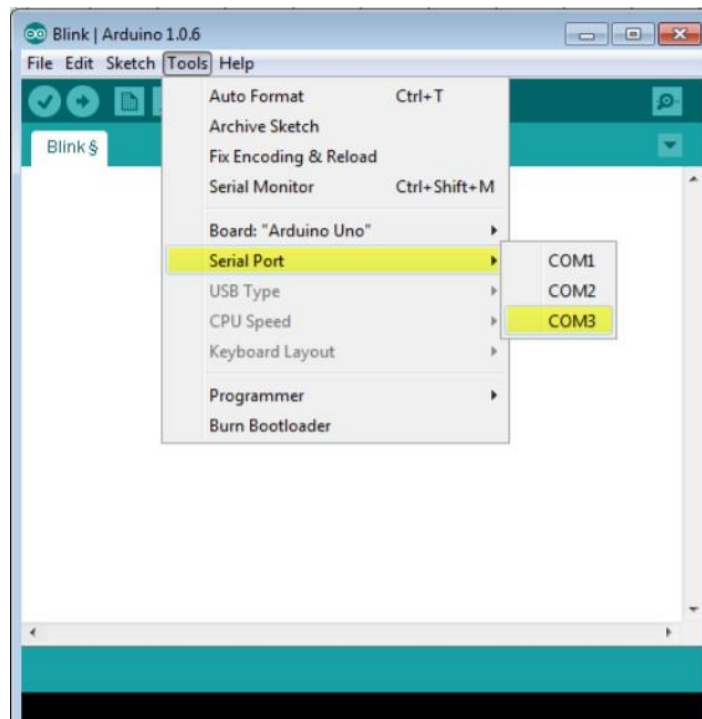 Blink | Arduino 1.0.6
File Edit Sketch Tools Help
Auto Format Ctrl+T
Archive Sketch
Blink §
Fix Encoding & Reload
Serial Monitor Ctrl+Shift+M
Board: "Arduino Uno"
Serial Port
COM1
USB Type
COM2
CPU Speed
COM3
Keyboard Layout
Programmer
Burn Bootloader